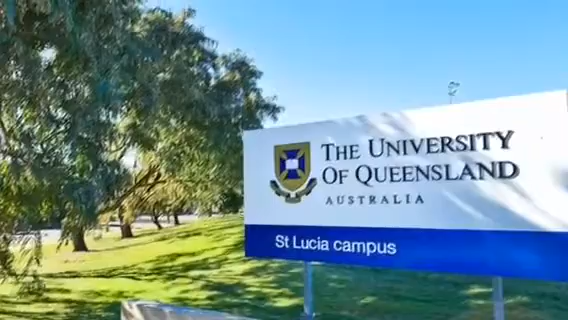 THE UNIVERSITY
OF QUEENSLAND
AUSTRALIA
St Lucia campus